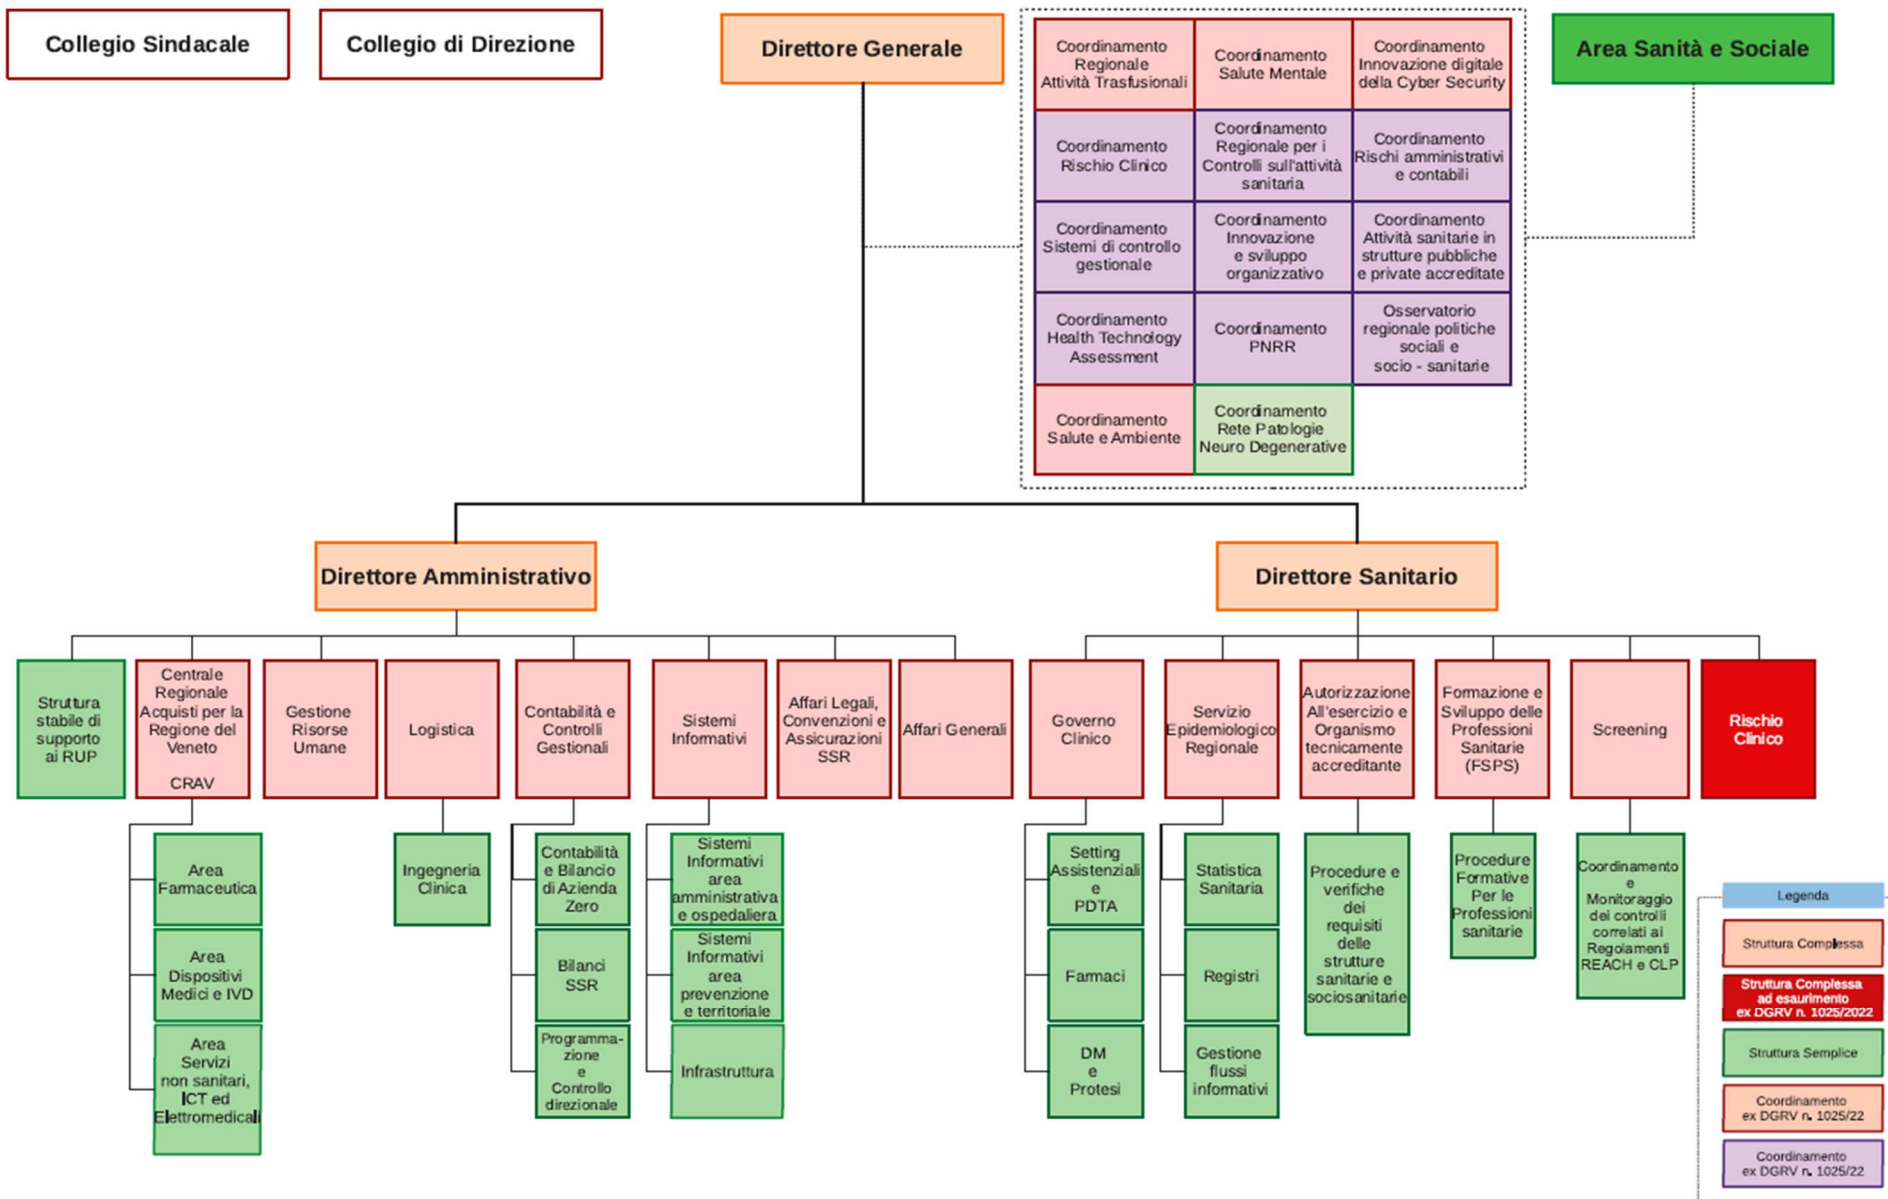 Collegio Sindacale
Collegio di Direzione
Direttore Generale
Coordinamento
Regionale
Attività Trasfusionali
Coordinamento
Salute Mentale
Coordinamento
Innovazione digitale
della Cyber Security
Area Sanità e Sociale
Coordinamento
Rischio Clinico
Coordinamento
Regionale per i
Controlli sull'attività
sanitaria
Coordinamento
Rischi amministrativi
e contabili
Coordinamento
Sistemi di controllo
gestionale
Coordinamento
Innovazione
e sviluppo
organizzativo
Coordinamento
Attività sanitarie in
strutture pubbliche
e private accreditate
Coordinamento
Health Technology
Assessment
Coordinamento
PNRR
Osservatorio
regionale politiche
sociali e
socio - sanitarie
Coordinamento
Salute e Ambiente
Coordinamento
Rete Patologie
Neuro Degenerative
Direttore Amministrativo
Direttore Sanitario
Struttura
stabile di
supporto
ai RUP
Centrale
Regionale
Acquisti per la
Regione del
Veneto
CRAV
Gestione
Risorse
Umane
Logistica
Contabilità e
Controlli
Gestionali
Sistemi
Informativi
Affari Legali,
Convenzioni e
Assicurazioni
SSR
Affari Generali
Governo
Clinico
Servizio
Epidemiologico
Regionale
Autorizzazione
All'esercizio e
Organismo
tecnicamente
accreditante
Formazione e
Sviluppo delle
Professioni
Sanitarie
(FSPS)
Screening
Rischio
Clinico
Area
Farmaceutica
Area
Dispositivi
Medici e IVD
Area
Servizi
non sanitari,
ICT ed
Elettromedicali
Ingegneria
Clinica
Contabilità
e Bilancio
di Azienda
Zero
Bilanci
SSR
Programma-
zione
e
Controllo
direzionale
Sistemi
Informativi
area
amministrativa
e ospedaliera
Sistemi
Informativi
area
prevenzione
e territoriale
Infrastruttura
Setting
Assistenziali
e
PDTA
Farmaci
DM
e
Protesi
Statistica
Sanitaria
Registri
Gestione
flussi
informativi
Procedure e
verifiche
dei
requisiti
delle
strutture
sanitarie e
sociosanitarie
Procedure
Formative
Per le
Professioni
sanitarie
Coordinamento
e
Monitoraggio
dei controlli
correlati ai
Regolamenti
REACH e CLP
Legenda
Struttura Complessa
Struttura Complessa
ad esaurimento
ex DGRV n. 1025/2022
Struttura Semplice
Coordinamento
ex DGRV n. 1025/22
Coordinamento
ex DGRV n. 1025/22